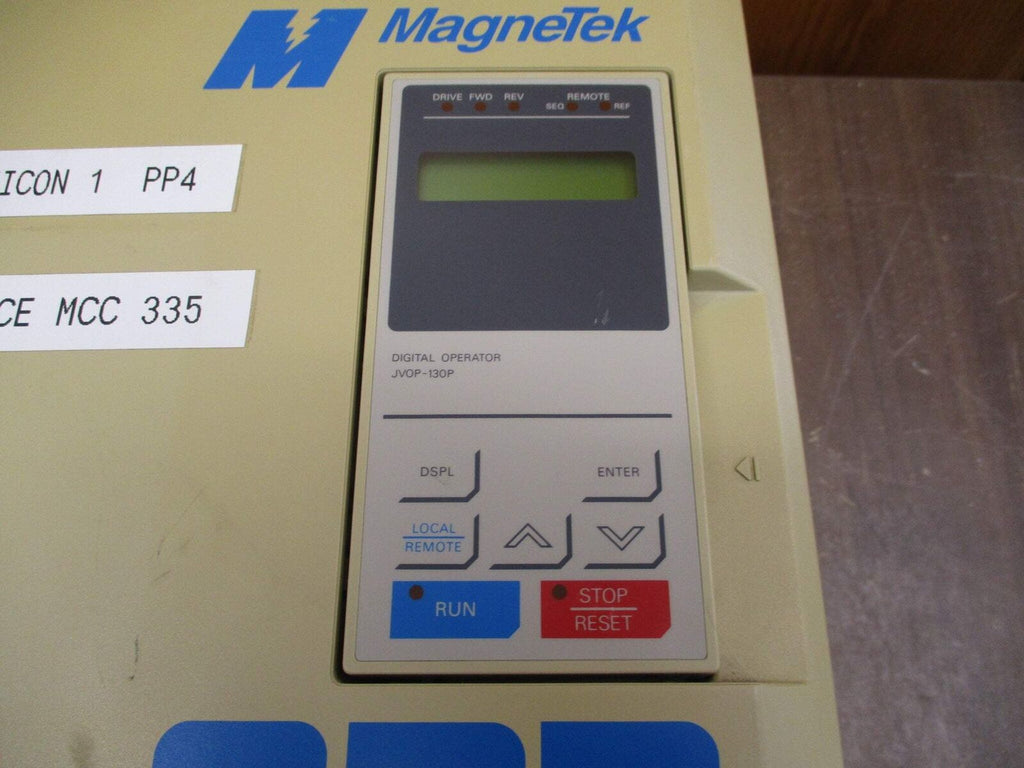 MagneTek
DRIVE FWD REV REMOTE
SEQ REF
ICON 1 PP4
CE MCC 335
DIGITAL OPERATOR
JVOP-130P
DSPL ENTER
LOCAL
REMOTE
RUN
STOP
RESET